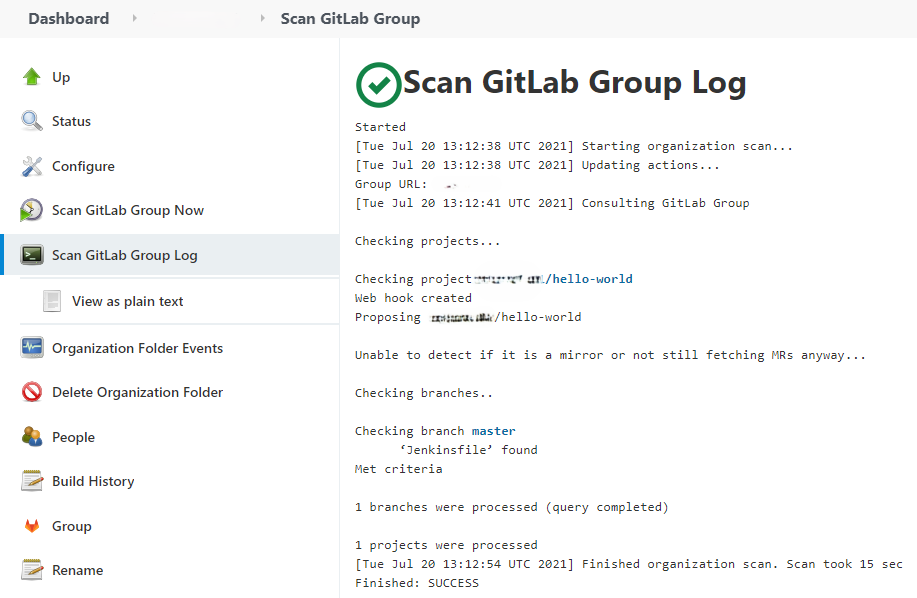 Dashboard
Scan GitLab Group
Up
Status
Configure
Scan GitLab Group Now
Scan GitLab Group Log
View as plain text
Organization Folder Events
Delete Organization Folder
People
Build History
Group
Rename
Scan GitLab Group Log
Started
[Tue Jul 20 13:12:38 UTC 2021] Starting organization scan...
[Tue Jul 20 13:12:38 UTC 2021] Updating actions...
Group URL:
[Tue Jul 20 13:12:41 UTC 2021] Consulting GitLab Group
Checking projects...
Checking project /hello-world
Web hook created
Proposing /hello-world
Unable to detect if it is a mirror or not still fetching MRs anyway...
Checking branches..
Checking branch master
‘Jenkinsfile’ found
Met criteria
1 branches were processed (query completed)
1 projects were processed
[Tue Jul 20 13:12:54 UTC 2021] Finished organization scan. Scan took 15 sec
Finished: SUCCESS